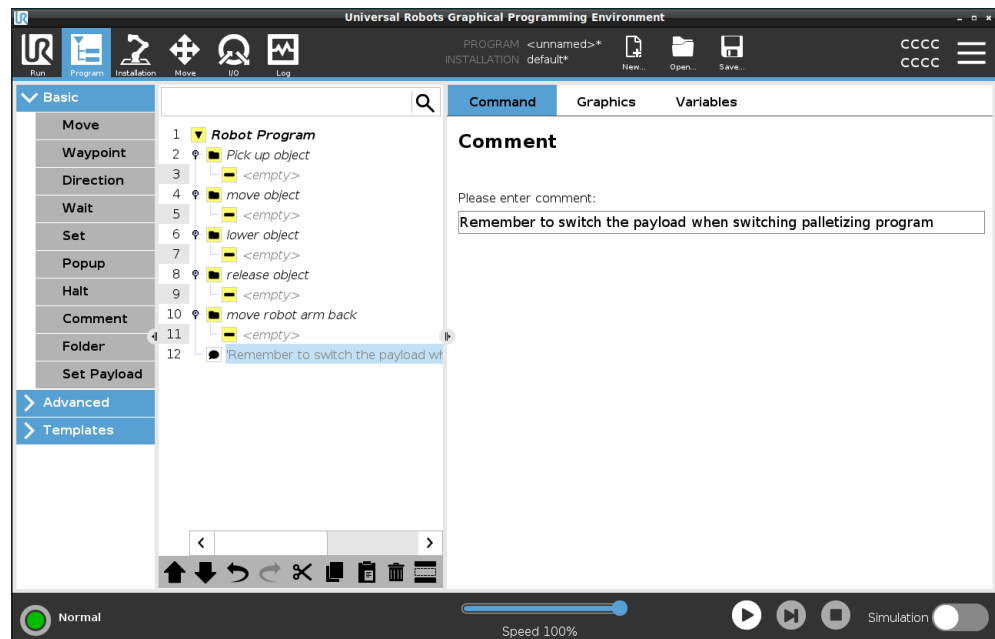 Universal Robots Graphical Programming Environment
Run
Program
Installation
Move
I/O
Log
PROGRAM <unnamed>*
INSTALLATION default*
New...
Open...
Save...
CCCC
CCCC
Basic
Move
Waypoint
Direction
Wait
Set
Popup
Halt
Comment
Folder
Set Payload
Advanced
Templates
1 Robot Program
2 Pick up object
3 <empty>
4 move object
5 <empty>
6 lower object
7 <empty>
8 release object
9 <empty>
10 move robot arm back
11 <empty>
12 'Remember to switch the payload wh
Command
Graphics
Variables
Comment
Please enter comment:
Remember to switch the payload when switching palletizing program
Normal
Speed 100%
Simulation